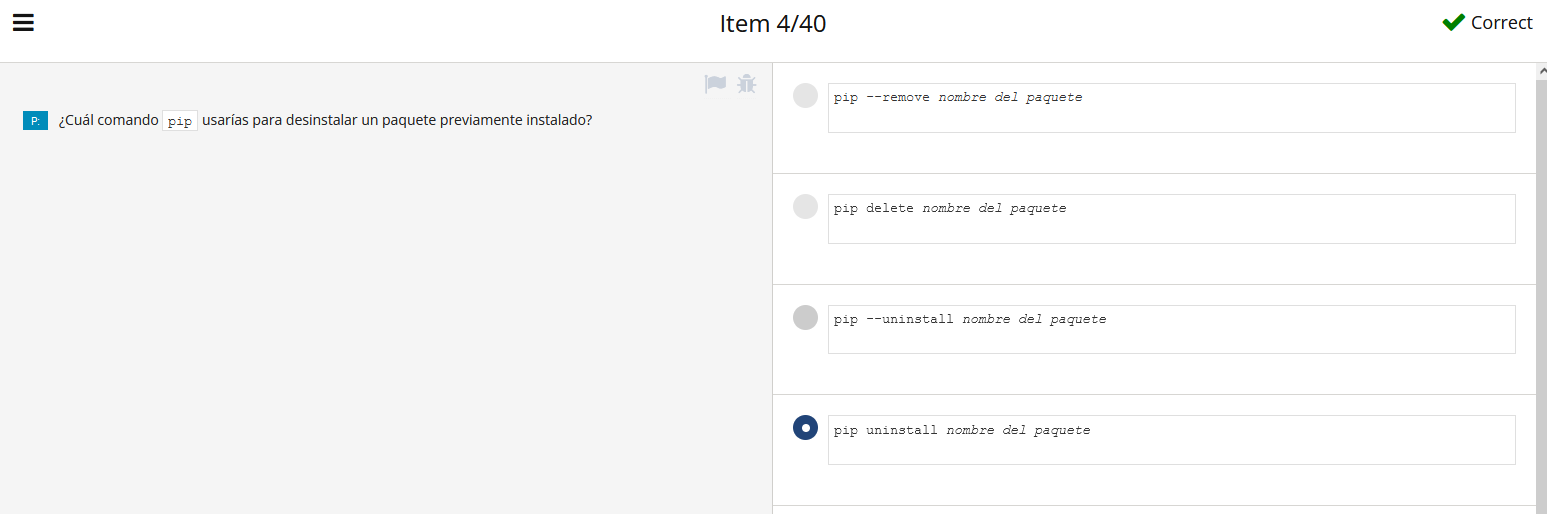 Item 4/40
Correct
P: ¿Cuál comando pip usarías para desinstalar un paquete previamente instalado?
pip --remove nombre del paquete
pip delete nombre del paquete
pip --uninstall nombre del paquete
pip uninstall nombre del paquete